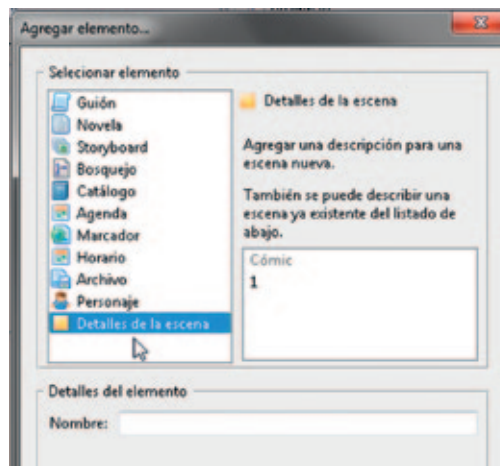 Agregar elemento...
Selecionar elemento
Guión
Novela
Storyboard
Bosquejo
Catálogo
Agenda
Marcador
Horario
Archivo
Personaje
Detalles de la escena
Detalles de la escena
Agregar una descripción para una
escena nueva.
También se puede describir una
escena ya existente del listado de
abajo.
Cómic
1
Detalles del elemento
Nombre: